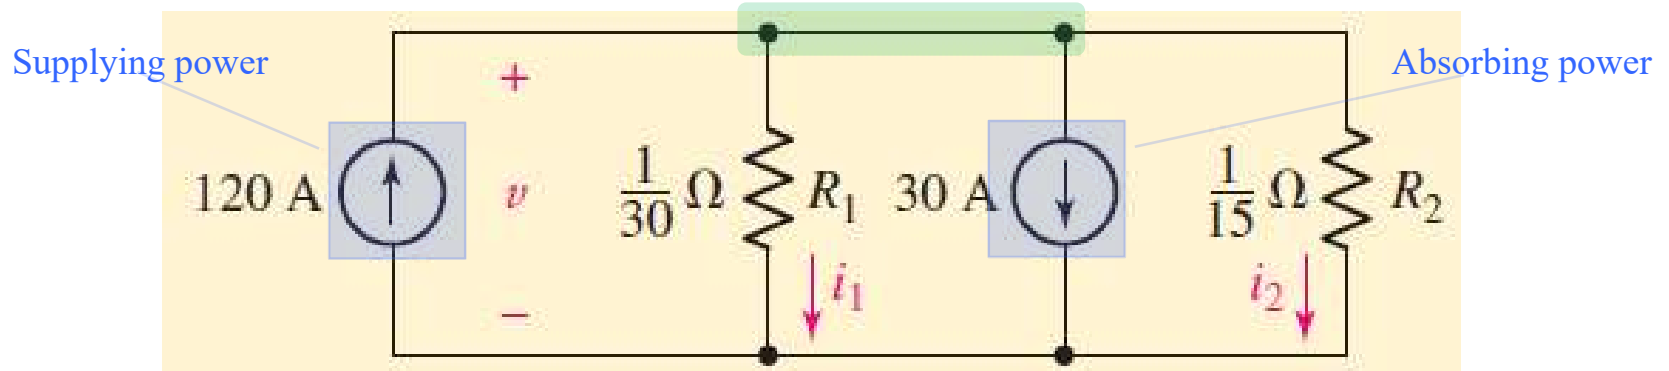 Supplying power
Absorbing power
+
120 A
v
1/30 Ω
R₁
30 A
1/15 Ω
R₂
i₁
i₂
−